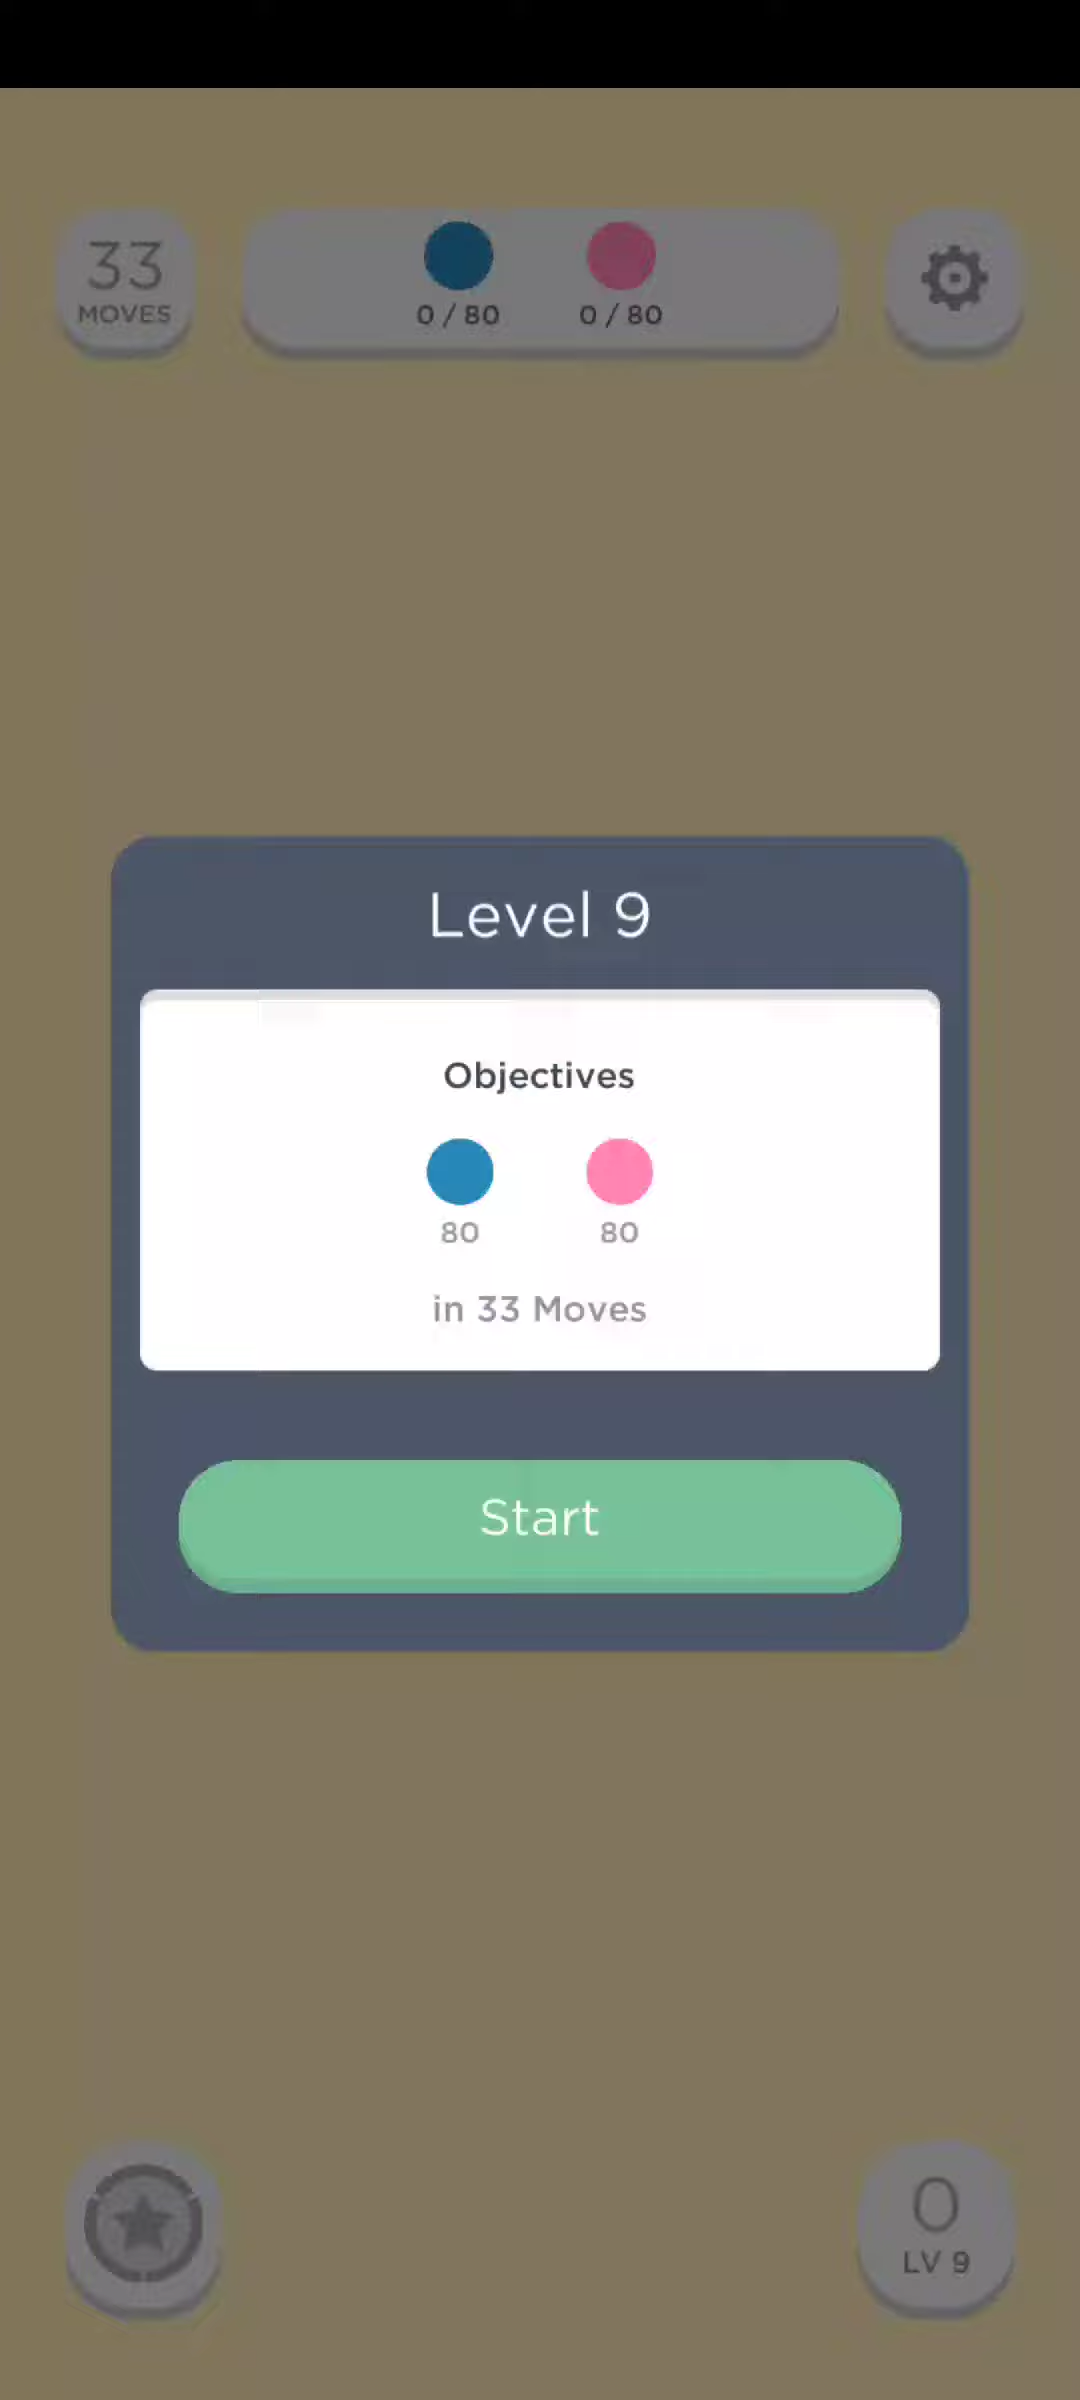 33
MOVES
0 / 80
0 / 80
Level 9
Objectives
80
80
in 33 Moves
Start
0
LV 9